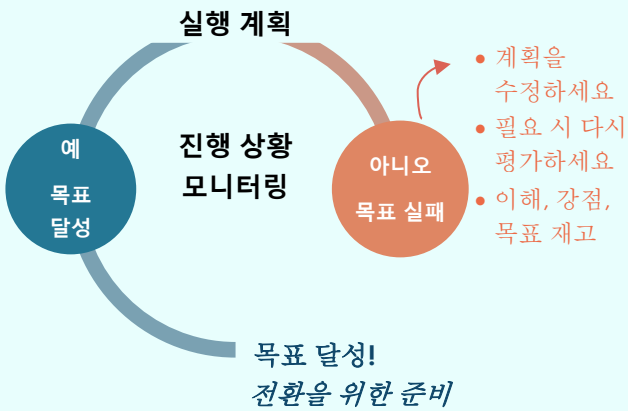 실행 계획
예
목표
달성
진행 상황
모니터링
아니오
목표 실패
• 계획을
수정하세요
• 필요 시 다시
평가하세요
• 이해, 강점,
목표 재고
목표 달성!
전환을 위한 준비